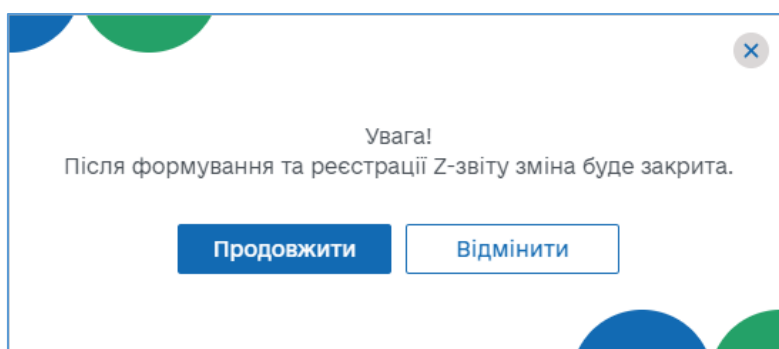 Увага!
Після формування та реєстрації Z-звіту зміна буде закрита.
Продовжити
Відмінити